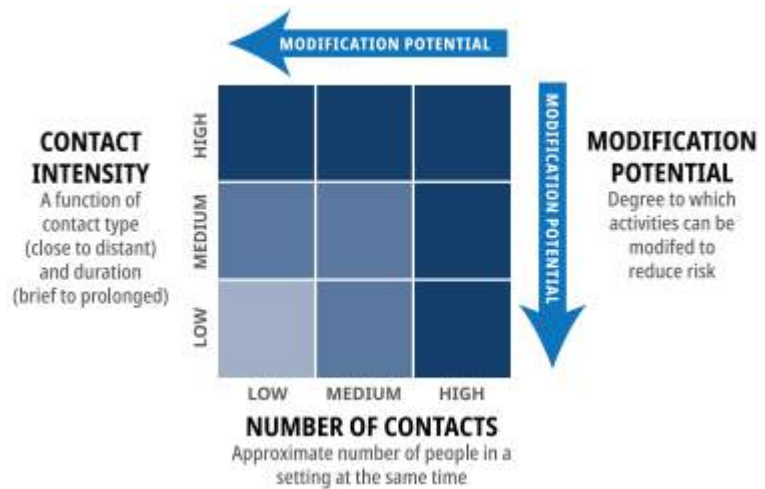 MODIFICATION POTENTIAL
CONTACT
INTENSITY
A function of
contact type
(close to distant)
and duration
(brief to prolonged)
HIGH
MEDIUM
LOW
MODIFICATION POTENTIAL
MODIFICATION
POTENTIAL
Degree to which
activities can be
modifed to
reduce risk
LOW MEDIUM HIGH
NUMBER OF CONTACTS
Approximate number of people in a
setting at the same time